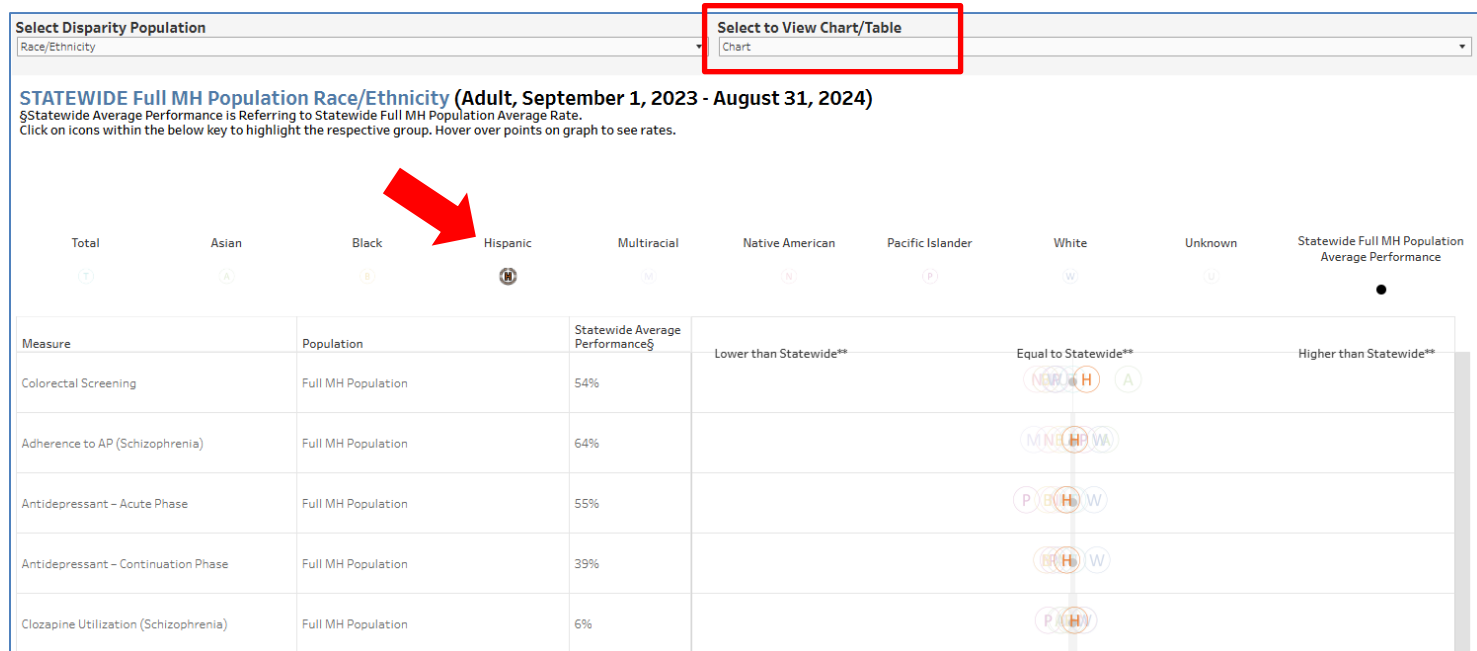 Select Disparity Population
Select to View Chart/Table
Race/Ethnicity
Chart
STATEWIDE Full MH Population Race/Ethnicity (Adult, September 1, 2023 - August 31, 2024)
§Statewide Average Performance is Referring to Statewide Full MH Population Average Rate.
Click on icons within the below key to highlight the respective group. Hover over points on graph to see rates.
Total Asian Black Hispanic Multiracial Native American Pacific Islander White Unknown Statewide Full MH Population
Average Performance
T A B H M N P W U
Measure Population Statewide Average
Performance§
Lower than Statewide** Equal to Statewide** Higher than Statewide**
Colorectal Screening Full MH Population 54% N W H A
Adherence to AP (Schizophrenia) Full MH Population 64% M N H P W A
Antidepressant – Acute Phase Full MH Population 55% P B H W
Antidepressant – Continuation Phase Full MH Population 39% H W
Clozapine Utilization (Schizophrenia) Full MH Population 6% P H W